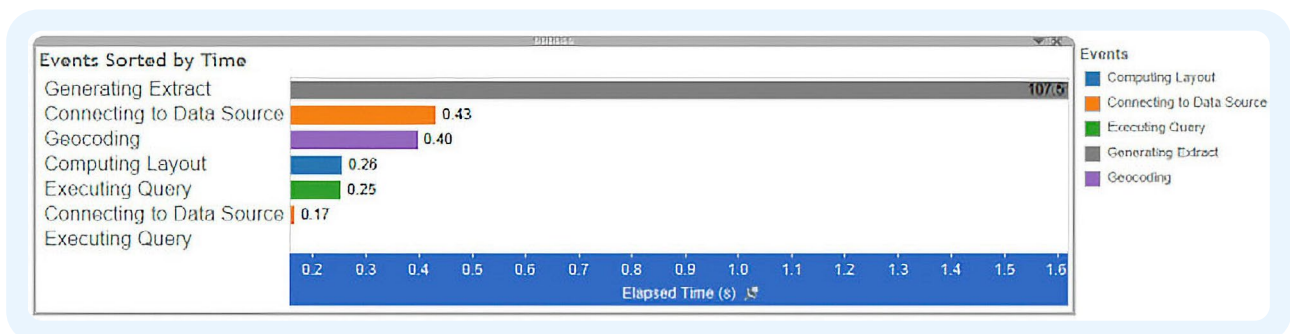 Events Sorted by Time
Generating Extract 107.5
Connecting to Data Source 0.43
Geocoding 0.40
Computing Layout 0.26
Executing Query 0.25
Connecting to Data Source 0.17
Executing Query
0.2 0.3 0.4 0.5 0.6 0.7 0.8 0.9 1.0 1.1 1.2 1.3 1.4 1.5 1.6
Elapsed Time (s)
Events
Computing Layout
Connecting to Data Source
Executing Query
Generating Extract
Geocoding